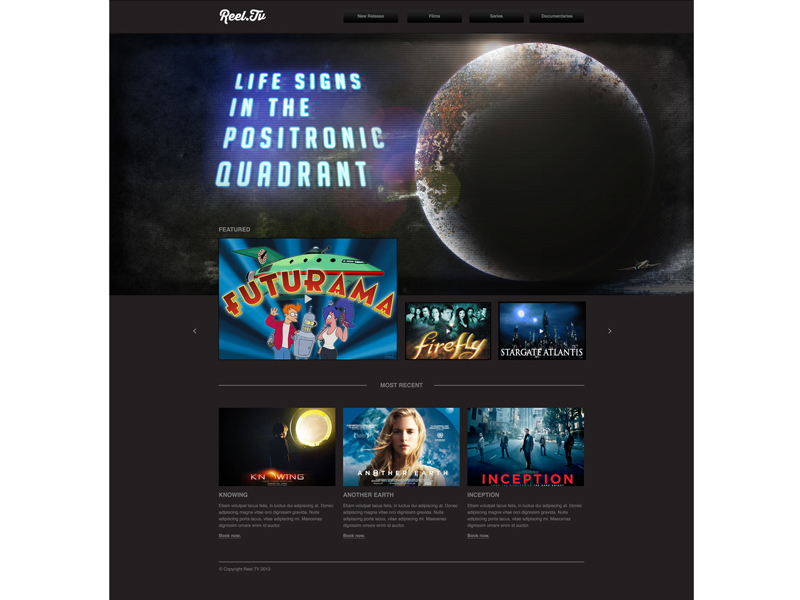 Reel.Tv
New Release
Films
Series
Documentaries
LIFE SIGNS
IN THE
POSITRONIC
QUADRANT
FEATURED
FUTURAMA
firefly
STARGATE ATLANTIS
MOST RECENT
KNOWING
ANOTHER EARTH
INCEPTION
KNOWING
ANOTHER EARTH
INCEPTION
Etiam volutpat lacus felis, in luctus dui adipiscing at. Donec
adipiscing magna vitae orci dignissim gravida. Nulla
adipiscing porta lacus, vitae adipiscing mi. Maecenas
dignissim ornare enim id auctor.
Book now.
Etiam volutpat lacus felis, in luctus dui adipiscing at. Donec
adipiscing magna vitae orci dignissim gravida. Nulla
adipiscing porta lacus, vitae adipiscing mi. Maecenas
dignissim ornare enim id auctor.
Book now.
Etiam volutpat lacus felis, in luctus dui adipiscing at. Donec
adipiscing magna vitae orci dignissim gravida. Nulla
adipiscing porta lacus, vitae adipiscing mi. Maecenas
dignissim ornare enim id auctor.
Book now.
© Copyright Reel.TV 2013